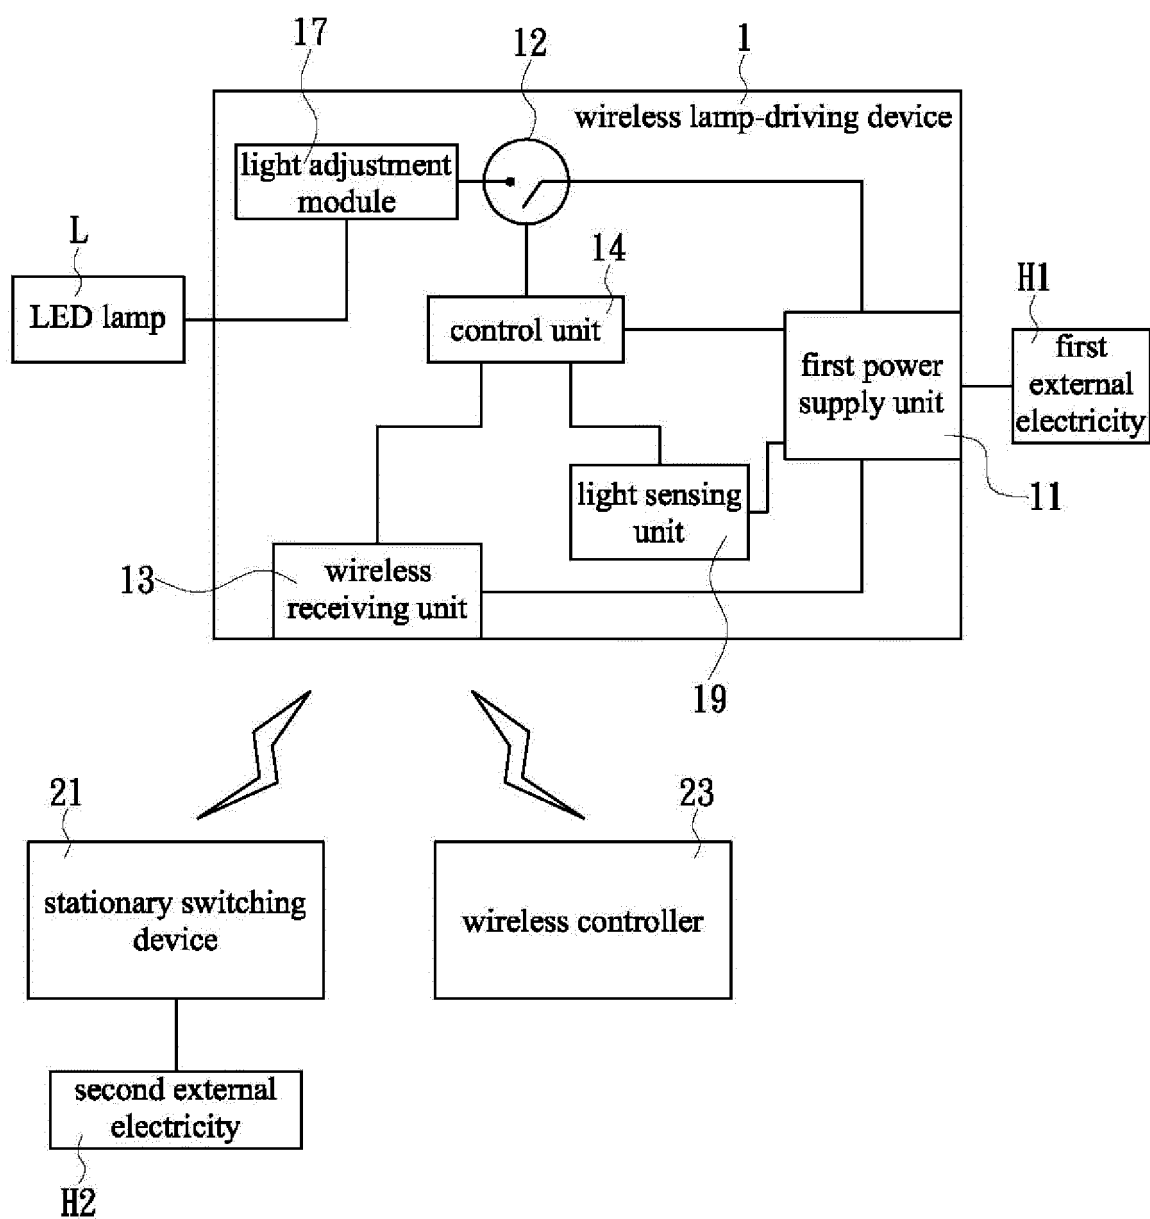 17
12
1
wireless lamp-driving device
light adjustment
module
L
LED lamp
14
control unit
H1
first power
supply unit
first
external
electricity
11
light sensing
unit
13
wireless
receiving unit
19
21
23
stationary switching
device
wireless controller
second external
electricity
H2